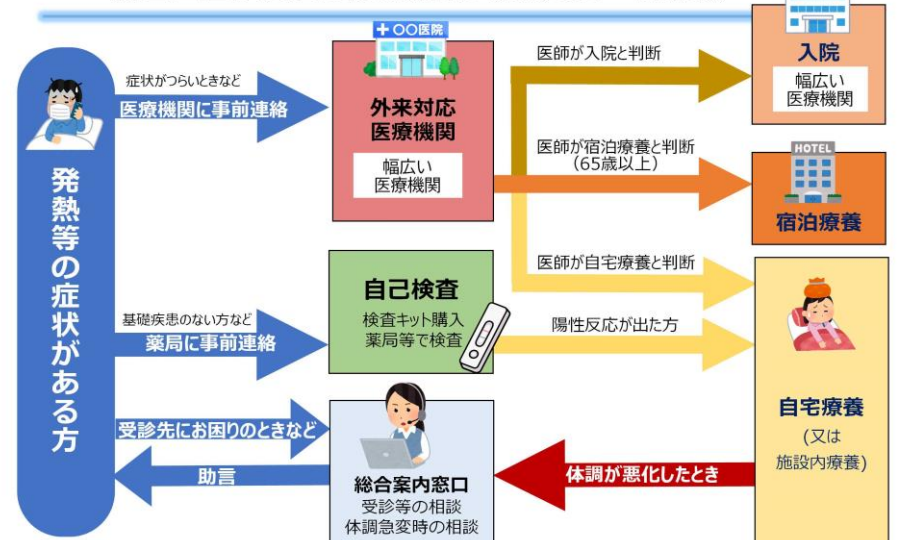 発熱等の症状がある方
症状がつらいときなど
医療機関に事前連絡
基礎疾患のない方など
薬局に事前連絡
受診先にお困りのときなど
助言
〇〇医院
外来対応
医療機関
幅広い
医療機関
自己検査
検査キット購入
薬局等で検査
総合案内窓口
受診等の相談
体調急変時の相談
医師が入院と判断
医師が宿泊療養と判断
(65歳以上)
医師が自宅療養と判断
陽性反応が出た方
体調が悪化したとき
入院
幅広い
医療機関
HOTEL
宿泊療養
自宅療養
(又は
施設内療養)